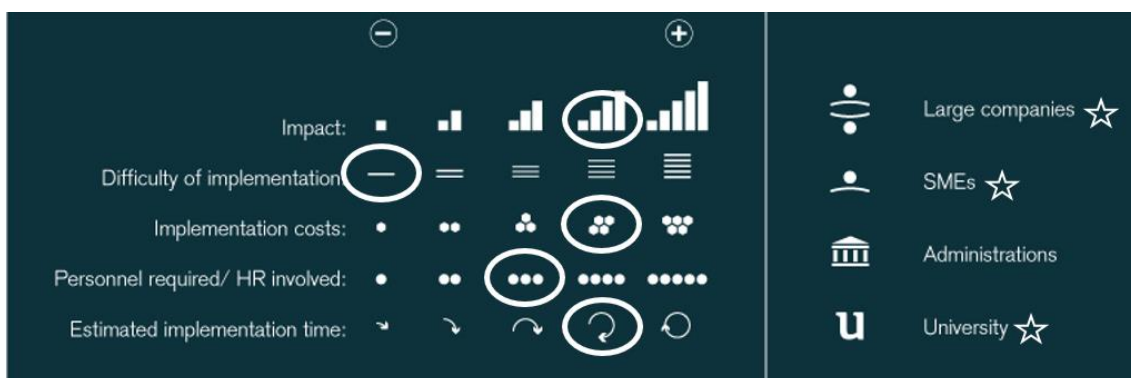 Impact:
Difficulty of implementation:
Implementation costs:
Personnel required/ HR involved:
Estimated implementation time:
Large companies
SMEs
Administrations
u University